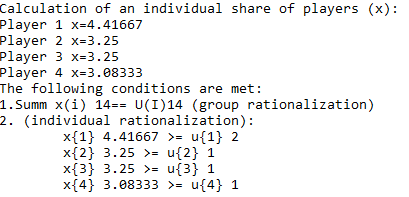 Calculation of an individual share of players (x):
Player 1 x=4.41667
Player 2 x=3.25
Player 3 x=3.25
Player 4 x=3.08333
The following conditions are met:
1.Summ x(i) 14== U(I)14 (group rationalization)
2. (individual rationalization):
x{1} 4.41667 >= u{1} 2
x{2} 3.25 >= u{2} 1
x{3} 3.25 >= u{3} 1
x{4} 3.08333 >= u{4} 1